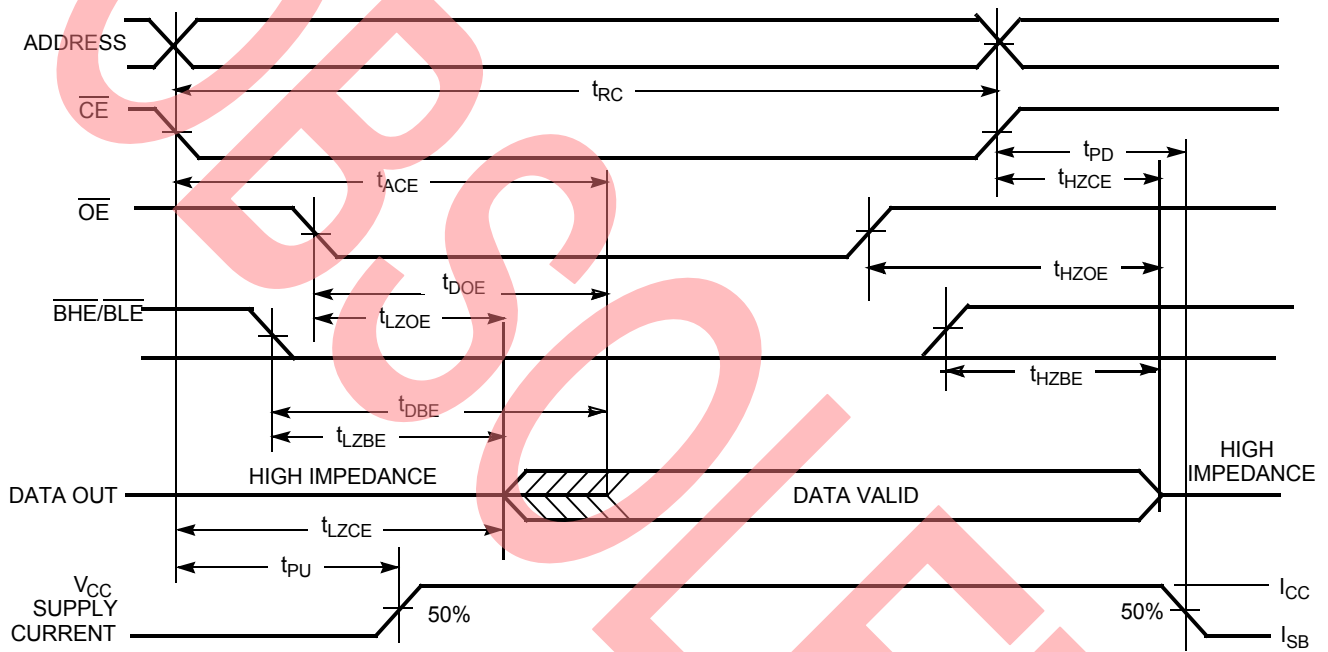 ADDRESS
tRC
CE
tPD
tACE
tHZCE
OE
tHZOE
tDOE
BHE/BLE
tLZOE
tHZBE
tDBE
tLZBE
HIGH IMPEDANCE
HIGH
IMPEDANCE
DATA OUT
DATA VALID
tLZCE
tPU
VCC
SUPPLY
CURRENT
50%
50%
ICC
ISB
OBSOLETE